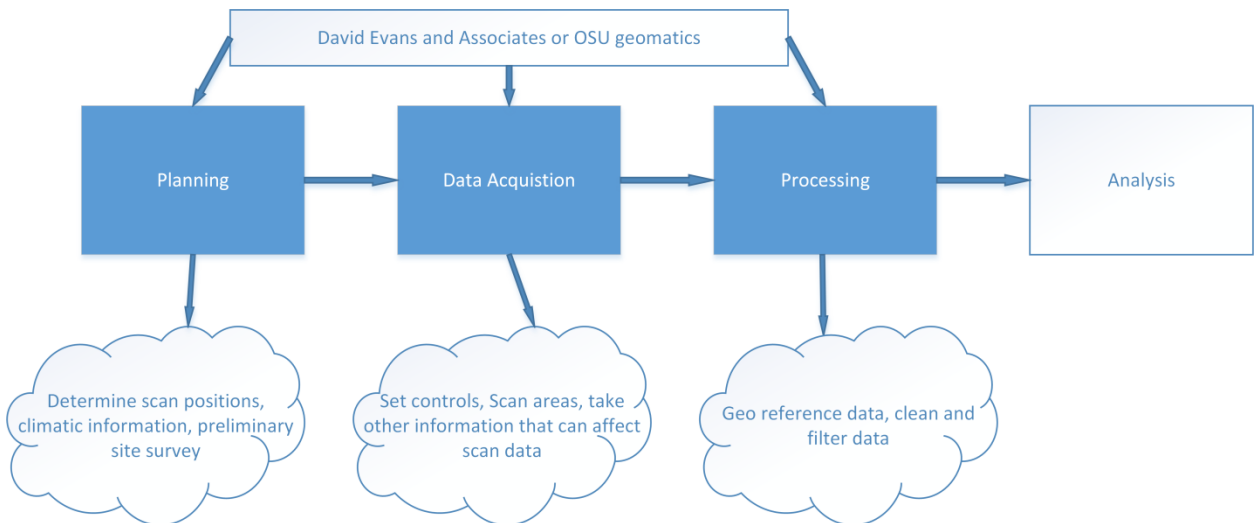 David Evans and Associates or OSU geomatics
Planning
Data Acquistion
Processing
Analysis
Determine scan positions,
climatic information, preliminary
site survey
Set controls, Scan areas, take
other information that can affect
scan data
Geo reference data, clean and
filter data